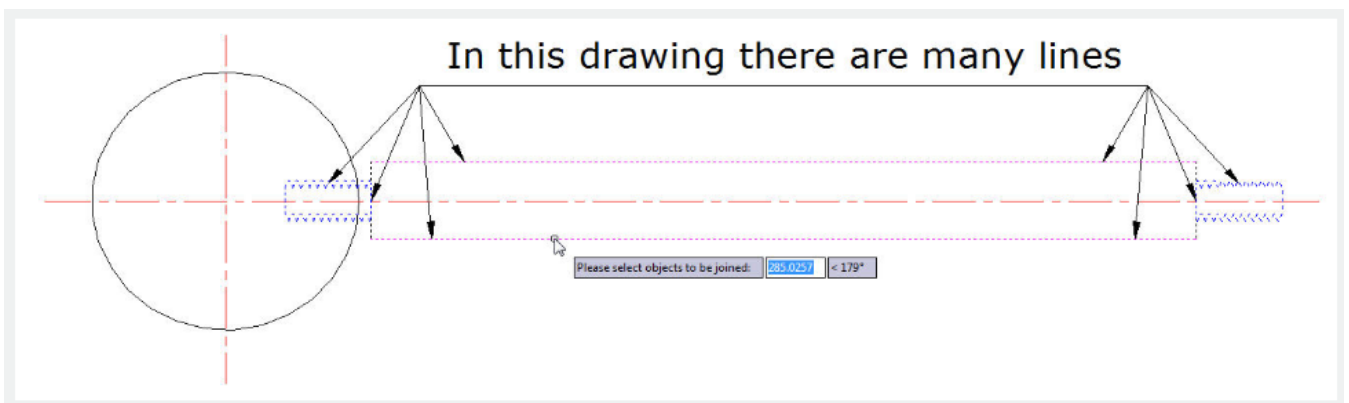 In this drawing there are many lines
Please select objects to be joined: 285.0257 < 179°